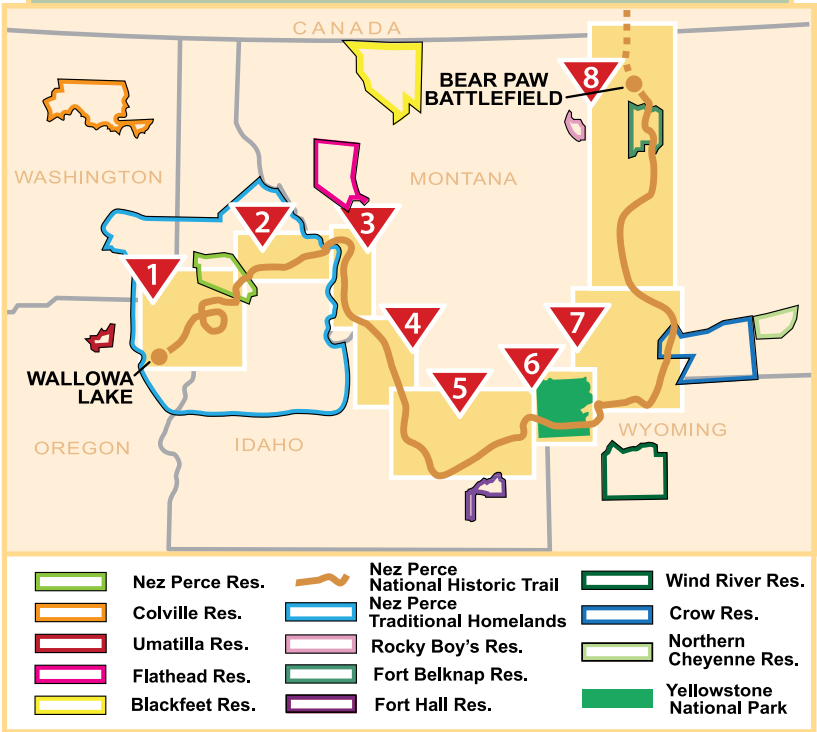 CANADA
8
BEAR PAW
BATTLEFIELD
WASHINGTON
MONTANA
2
3
1
4
7
6
5
WALLOWA
LAKE
OREGON
IDAHO
WYOMING
Nez Perce Res.
Colville Res.
Umatilla Res.
Flathead Res.
Blackfeet Res.
Nez Perce
National Historic Trail
Nez Perce
Traditional Homelands
Rocky Boy's Res.
Fort Belknap Res.
Fort Hall Res.
Wind River Res.
Crow Res.
Northern
Cheyenne Res.
Yellowstone
National Park